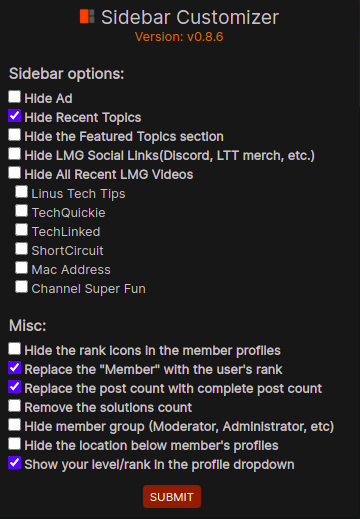 Sidebar Customizer
Version: v0.8.6
Sidebar options:
Hide Ad
Hide Recent Topics
Hide the Featured Topics section
Hide LMG Social Links(Discord, LTT merch, etc.)
Hide All Recent LMG Videos
Linus Tech Tips
TechQuickie
TechLinked
ShortCircuit
Mac Address
Channel Super Fun
Misc:
Hide the rank icons in the member profiles
Replace the "Member" with the user's rank
Replace the post count with complete post count
Remove the solutions count
Hide member group (Moderator, Administrator, etc)
Hide the location below member's profiles
Show your level/rank in the profile dropdown
SUBMIT